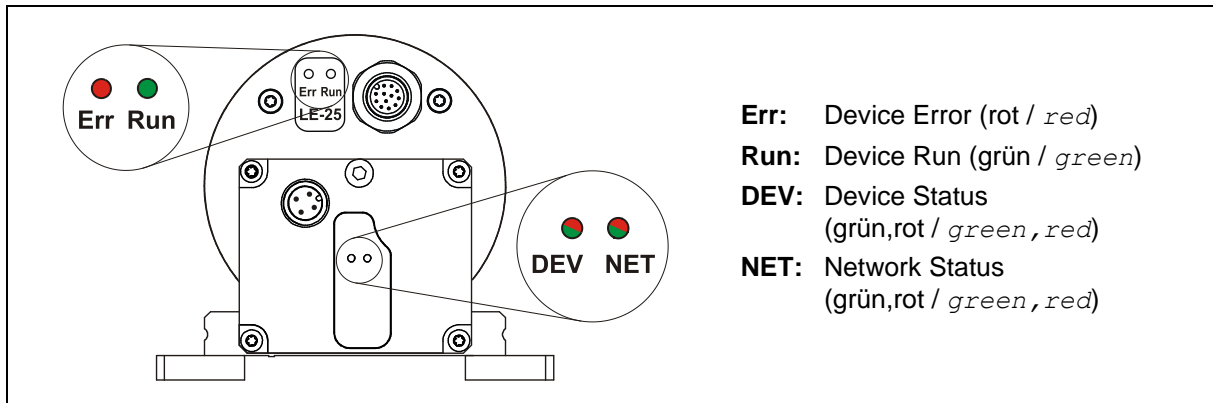 Err Run
Err Run
LE-25
DEV NET
Err: Device Error (rot / red)
Run: Device Run (grün / green)
DEV: Device Status
(grün,rot / green,red)
NET: Network Status
(grün,rot / green,red)